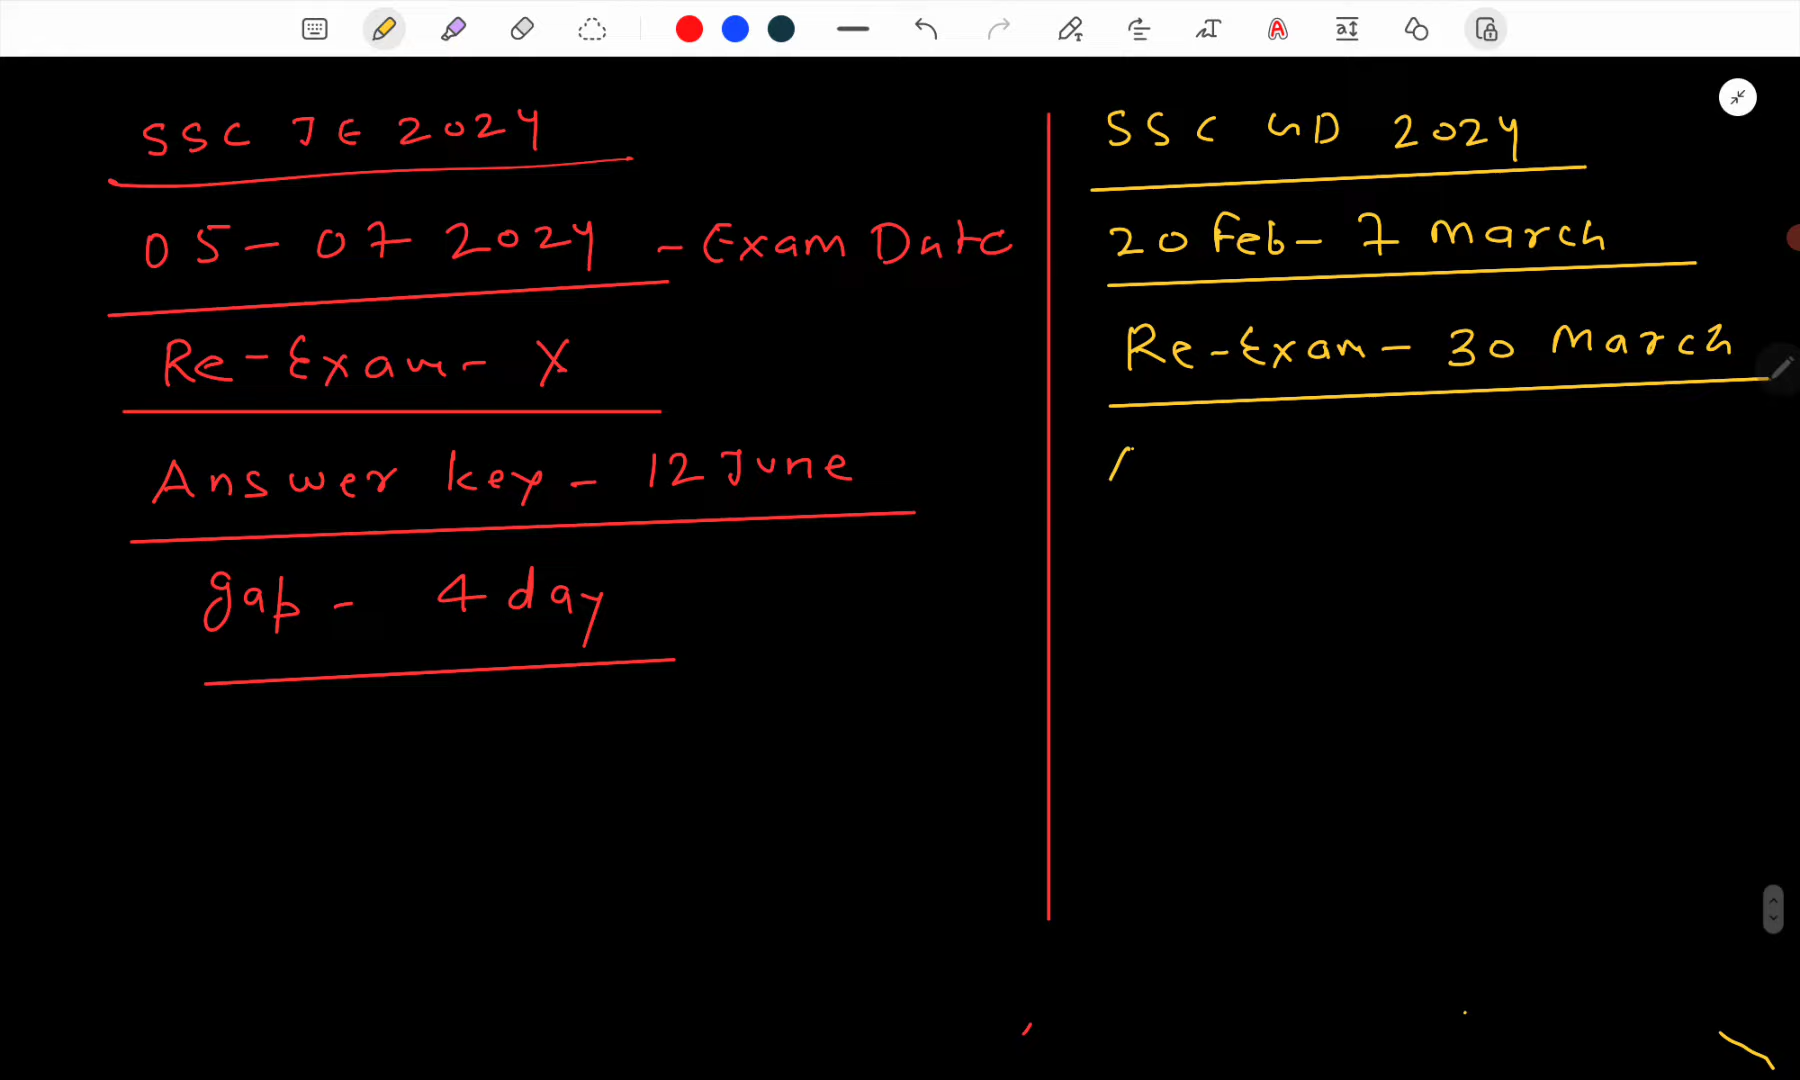 SSC JE 2024
05-07 2024 - Exam Date
Re-Exam- X
Answer key - 12 June
gap - 4 day
SSC GD 2024
20 Feb - 7 March
Re-Exam - 30 March